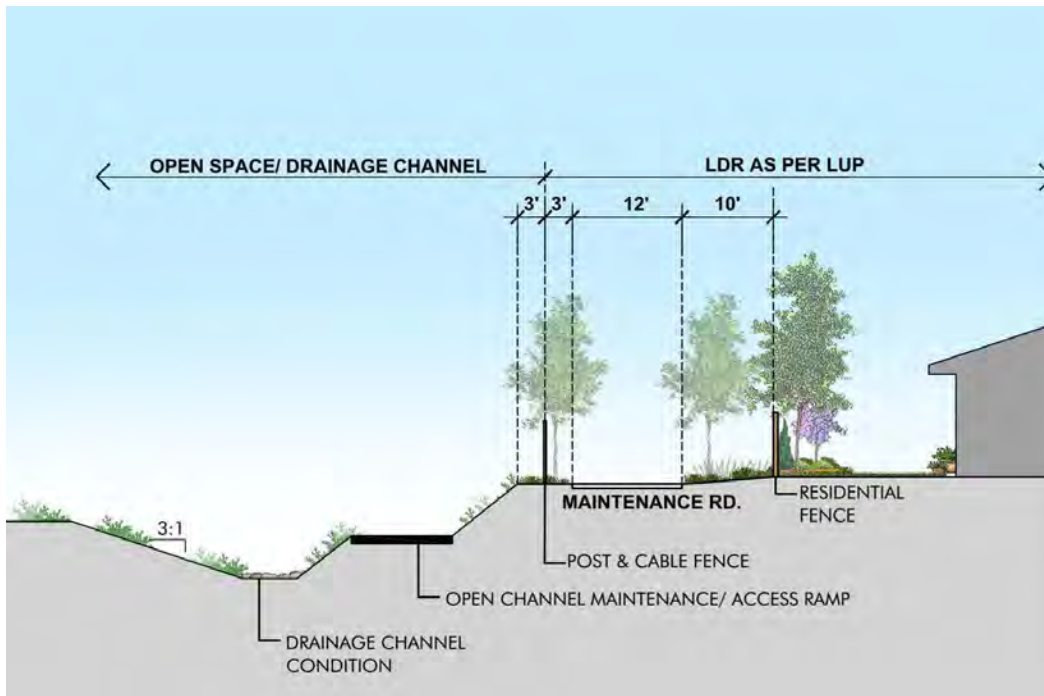 OPEN SPACE/ DRAINAGE CHANNEL
LDR AS PER LUP
3'
3'
12'
10'
3:1
MAINTENANCE RD.
RESIDENTIAL
FENCE
POST & CABLE FENCE
OPEN CHANNEL MAINTENANCE/ ACCESS RAMP
DRAINAGE CHANNEL
CONDITION